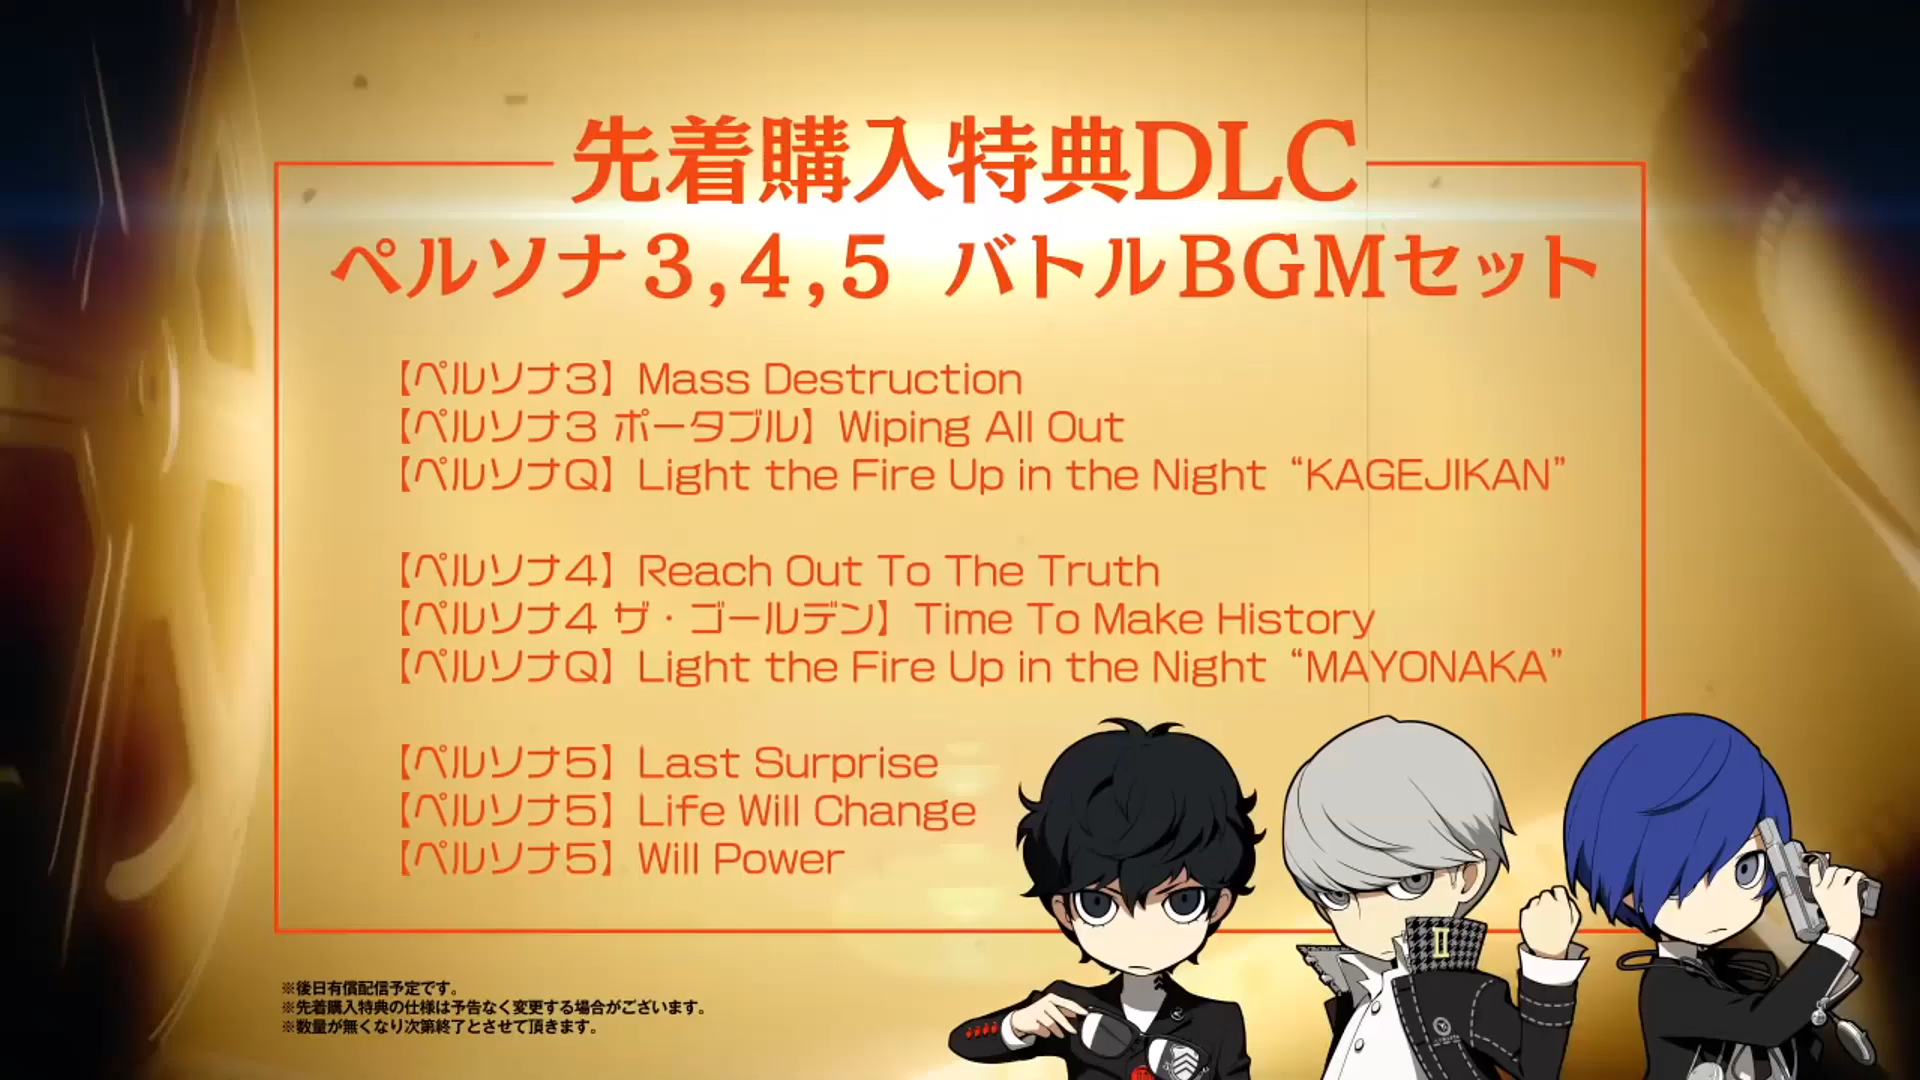 先着購入特典DLC
ペルソナ3,4,5 バトルBGMセット
【ペルソナ3】Mass Destruction
【ペルソナ3 ポータブル】Wiping All Out
【ペルソナQ】Light the Fire Up in the Night “KAGEJIKAN”
【ペルソナ4】Reach Out To The Truth
【ペルソナ4 ザ・ゴールデン】Time To Make History
【ペルソナQ】Light the Fire Up in the Night “MAYONAKA”
【ペルソナ5】Last Surprise
【ペルソナ5】Life Will Change
【ペルソナ5】Will Power
※後日有償配信予定です。
※先着購入特典の仕様は予告なく変更する場合がございます。
※数量が無くなり次第終了とさせて頂きます。